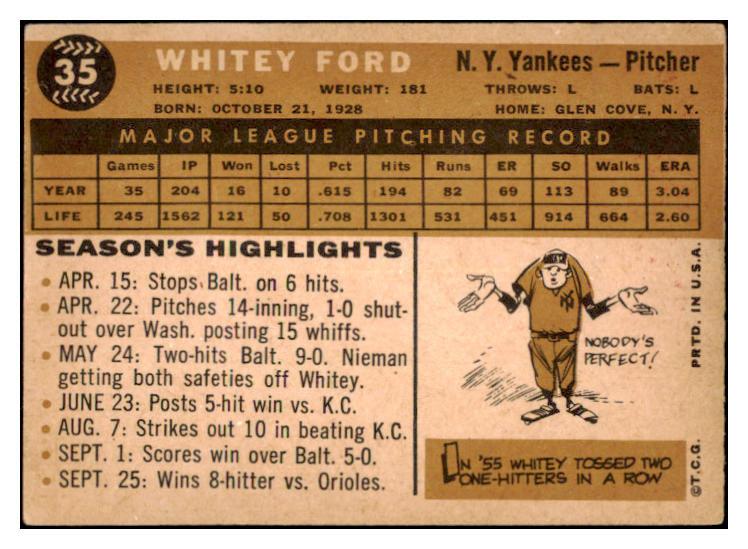 35
WHITEY FORD N. Y. Yankees — Pitcher
HEIGHT: 5:10 WEIGHT: 181 THROWS: L BATS: L
BORN: OCTOBER 21, 1928 HOME: GLEN COVE, N. Y.
MAJOR LEAGUE PITCHING RECORD
Games IP Won Lost Pct Hits Runs ER SO Walks ERA
YEAR 35 204 16 10 .615 194 82 69 113 89 3.04
LIFE 245 1562 121 50 .708 1301 531 451 914 664 2.60
SEASON'S HIGHLIGHTS
• APR. 15: Stops Balt. on 6 hits.
• APR. 22: Pitches 14-inning, 1-0 shut-
out over Wash. posting 15 whiffs.
• MAY 24: Two-hits Balt. 9-0. Nieman
getting both safeties off Whitey.
• JUNE 23: Posts 5-hit win vs. K.C.
• AUG. 7: Strikes out 10 in beating K.C.
• SEPT. 1: Scores win over Balt. 5-0.
• SEPT. 25: Wins 8-hitter vs. Orioles.
NY
NOBODY'S
PERFECT!
IN '55 WHITEY TOSSED TWO
ONE-HITTERS IN A ROW
©T.C.G. PRTD. IN U.S.A.